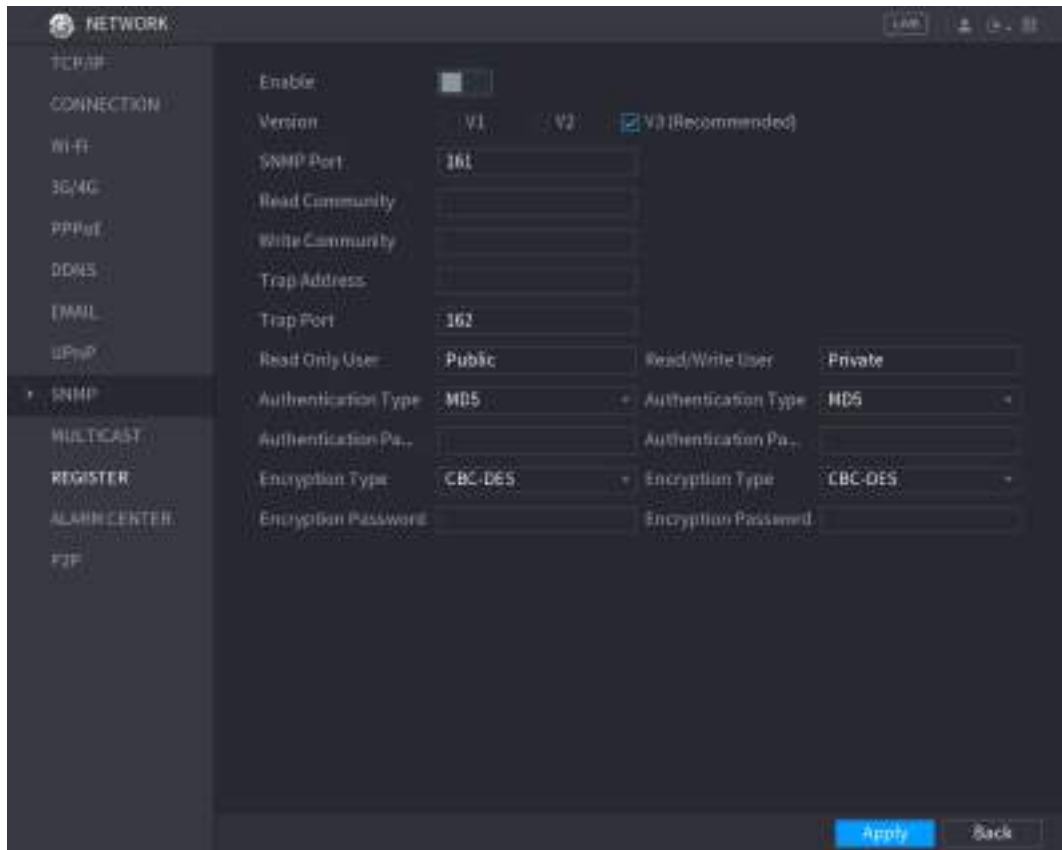 NETWORK
LIVE
TCP/IP
CONNECTION
Wi-Fi
3G/4G
PPPoE
DDNS
EMAIL
UPnP
SNMP
MULTICAST
REGISTER
ALARM CENTER
P2P
Enable
Version V1 V2 V3 (Recommended)
SNMP Port 161
Read Community
Write Community
Trap Address
Trap Port 162
Read Only User Public Read/Write User Private
Authentication Type MD5 Authentication Type MD5
Authentication Pa... Authentication Pa...
Encryption Type CBC-DES Encryption Type CBC-DES
Encryption Password Encryption Password
Apply Back